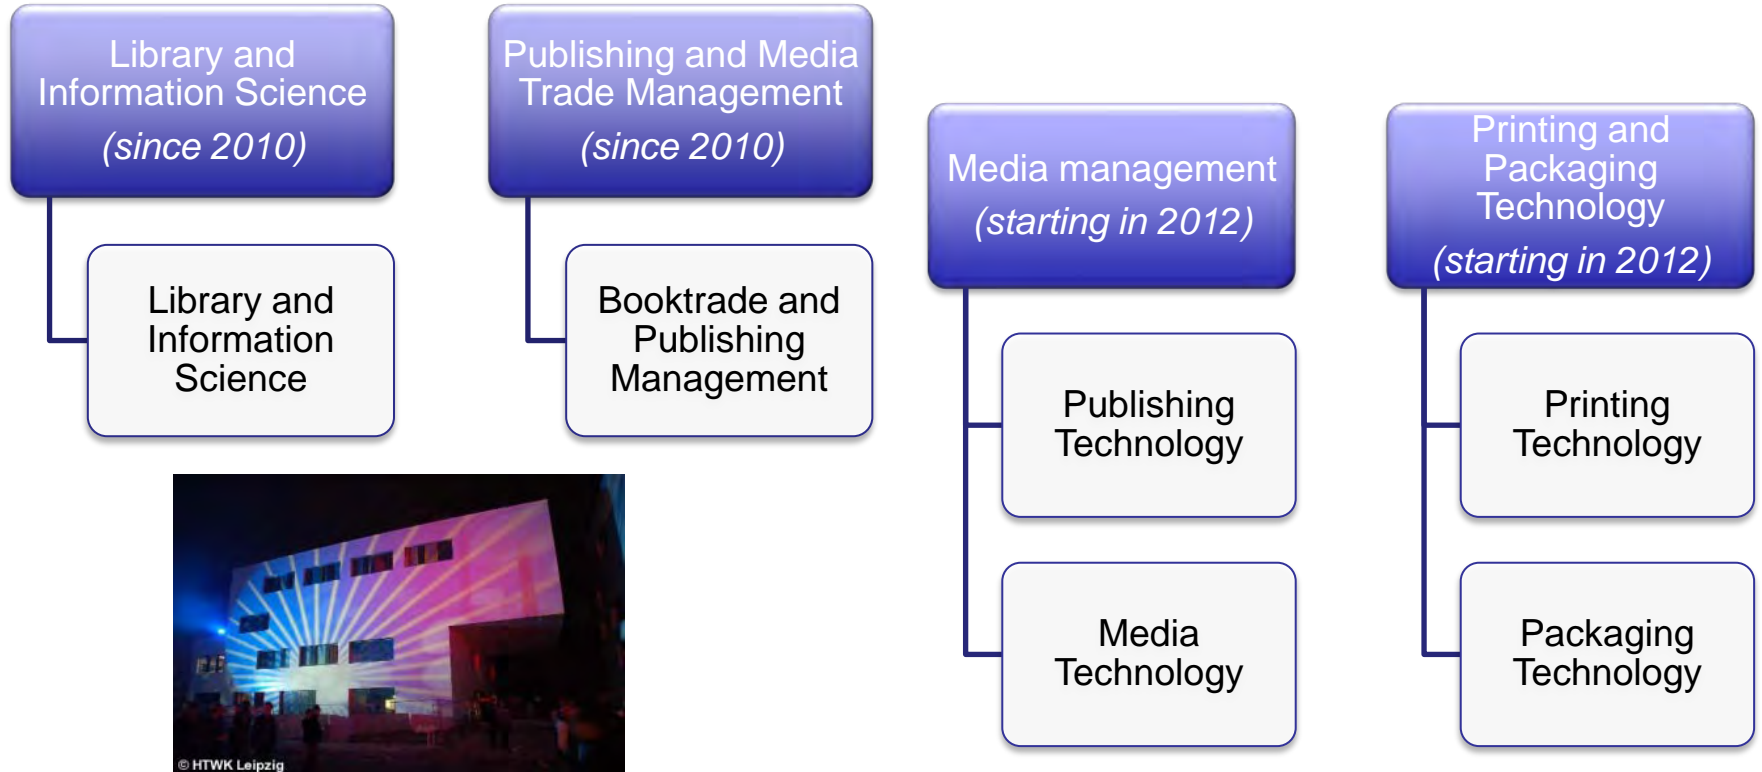 Library and
Information Science
(since 2010)
Library and
Information
Science
Publishing and Media
Trade Management
(since 2010)
Booktrade and
Publishing
Management
Media management
(starting in 2012)
Publishing
Technology
Media
Technology
Printing and
Packaging
Technology
(starting in 2012)
Printing
Technology
Packaging
Technology
© HTWK Leipzig